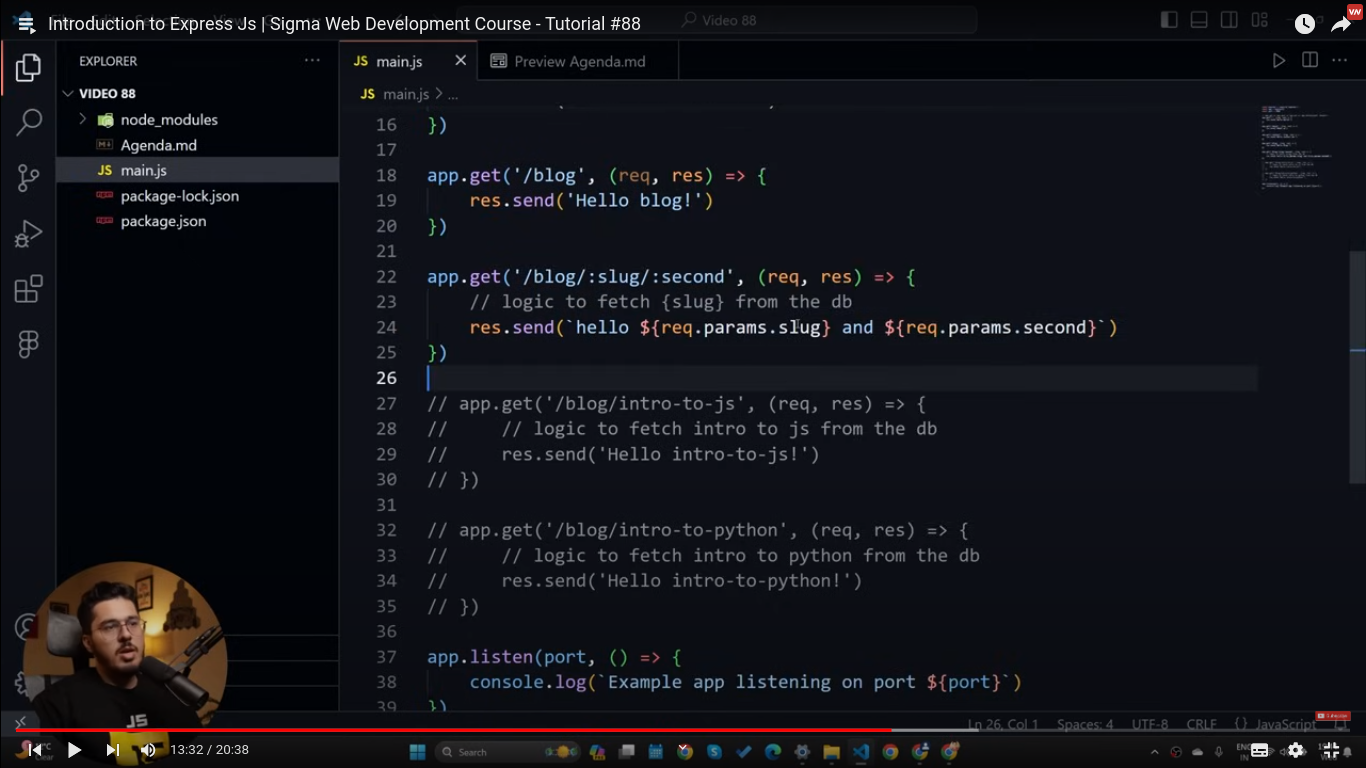 Introduction to Express Js | Sigma Web Development Course - Tutorial #88
Video 88
EXPLORER
VIDEO 88
node_modules
Agenda.md
JS main.js
package-lock.json
package.json
JS main.js
Preview Agenda.md
JS main.js > ...
16 })
17
18 app.get('/blog', (req, res) => {
19 res.send('Hello blog!')
20 })
21
22 app.get('/blog/:slug/:second', (req, res) => {
23 // logic to fetch {slug} from the db
24 res.send(`hello ${req.params.slug} and ${req.params.second}`)
25 })
26
27 // app.get('/blog/intro-to-js', (req, res) => {
28 // // logic to fetch intro to js from the db
29 // res.send('Hello intro-to-js!')
30 // })
31
32 // app.get('/blog/intro-to-python', (req, res) => {
33 // // logic to fetch intro to python from the db
34 // res.send('Hello intro-to-python!')
35 // })
36
37 app.listen(port, () => {
38 console.log(`Example app listening on port ${port}`)
39 })
JS
Ln 26, Col 1 Spaces: 4 UTF-8 CRLF {} JavaScript
13:32 / 20:38
Clear
Search
ENG
IN